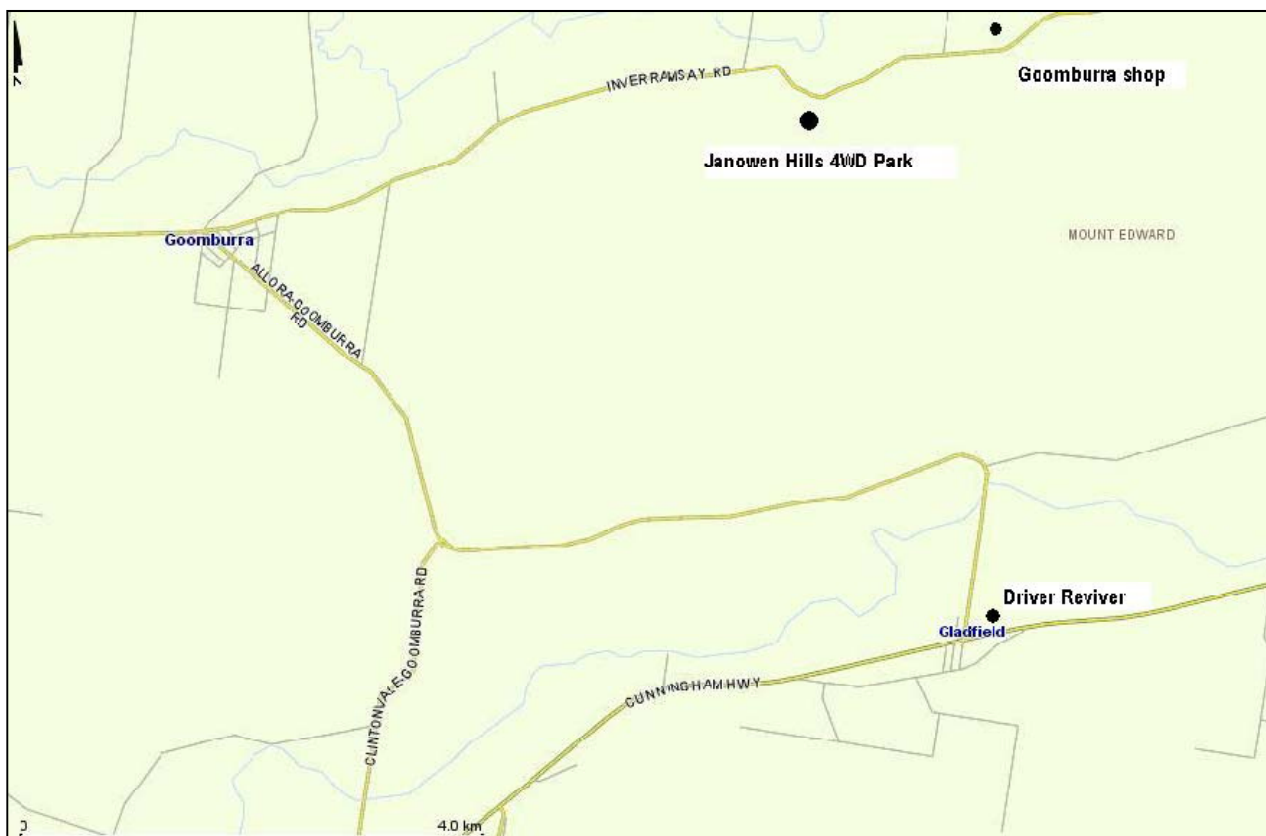 Goomburra shop
INVERRAMSAY RD
Janowen Hills 4WD Park
MOUNT EDWARD
Goomburra
ALLORA-GOOMBURRA
RD
Driver Reviver
Gladfield
CLINTONVALE-GOOMBURRA RD
CUNNINGHAM HWY
0
4.0 km